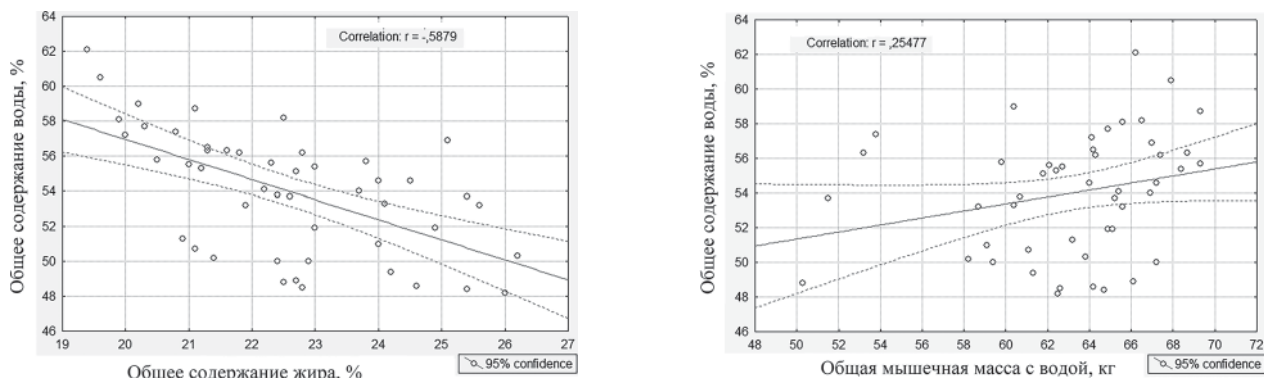 64
62
60
58
56
54
52
50
48
46
Общее содержание воды, %
Correlation: r = -,5879
19 20 21 22 23 24 25 26 27
Общее содержание жира, %
95% confidence
64
62
60
58
56
54
52
50
48
46
Общее содержание воды, %
Correlation: r = ,25477
48 50 52 54 56 58 60 62 64 66 68 70 72
Общая мышечная масса с водой, кг
95% confidence